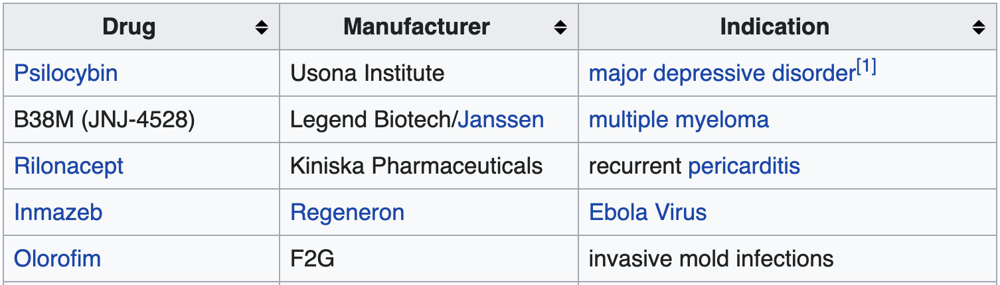 Drug Manufacturer Indication
Psilocybin Usona Institute major depressive disorder[1]
B38M (JNJ-4528) Legend Biotech/Janssen multiple myeloma
Rilonacept Kiniska Pharmaceuticals recurrent pericarditis
Inmazeb Regeneron Ebola Virus
Olorofim F2G invasive mold infections